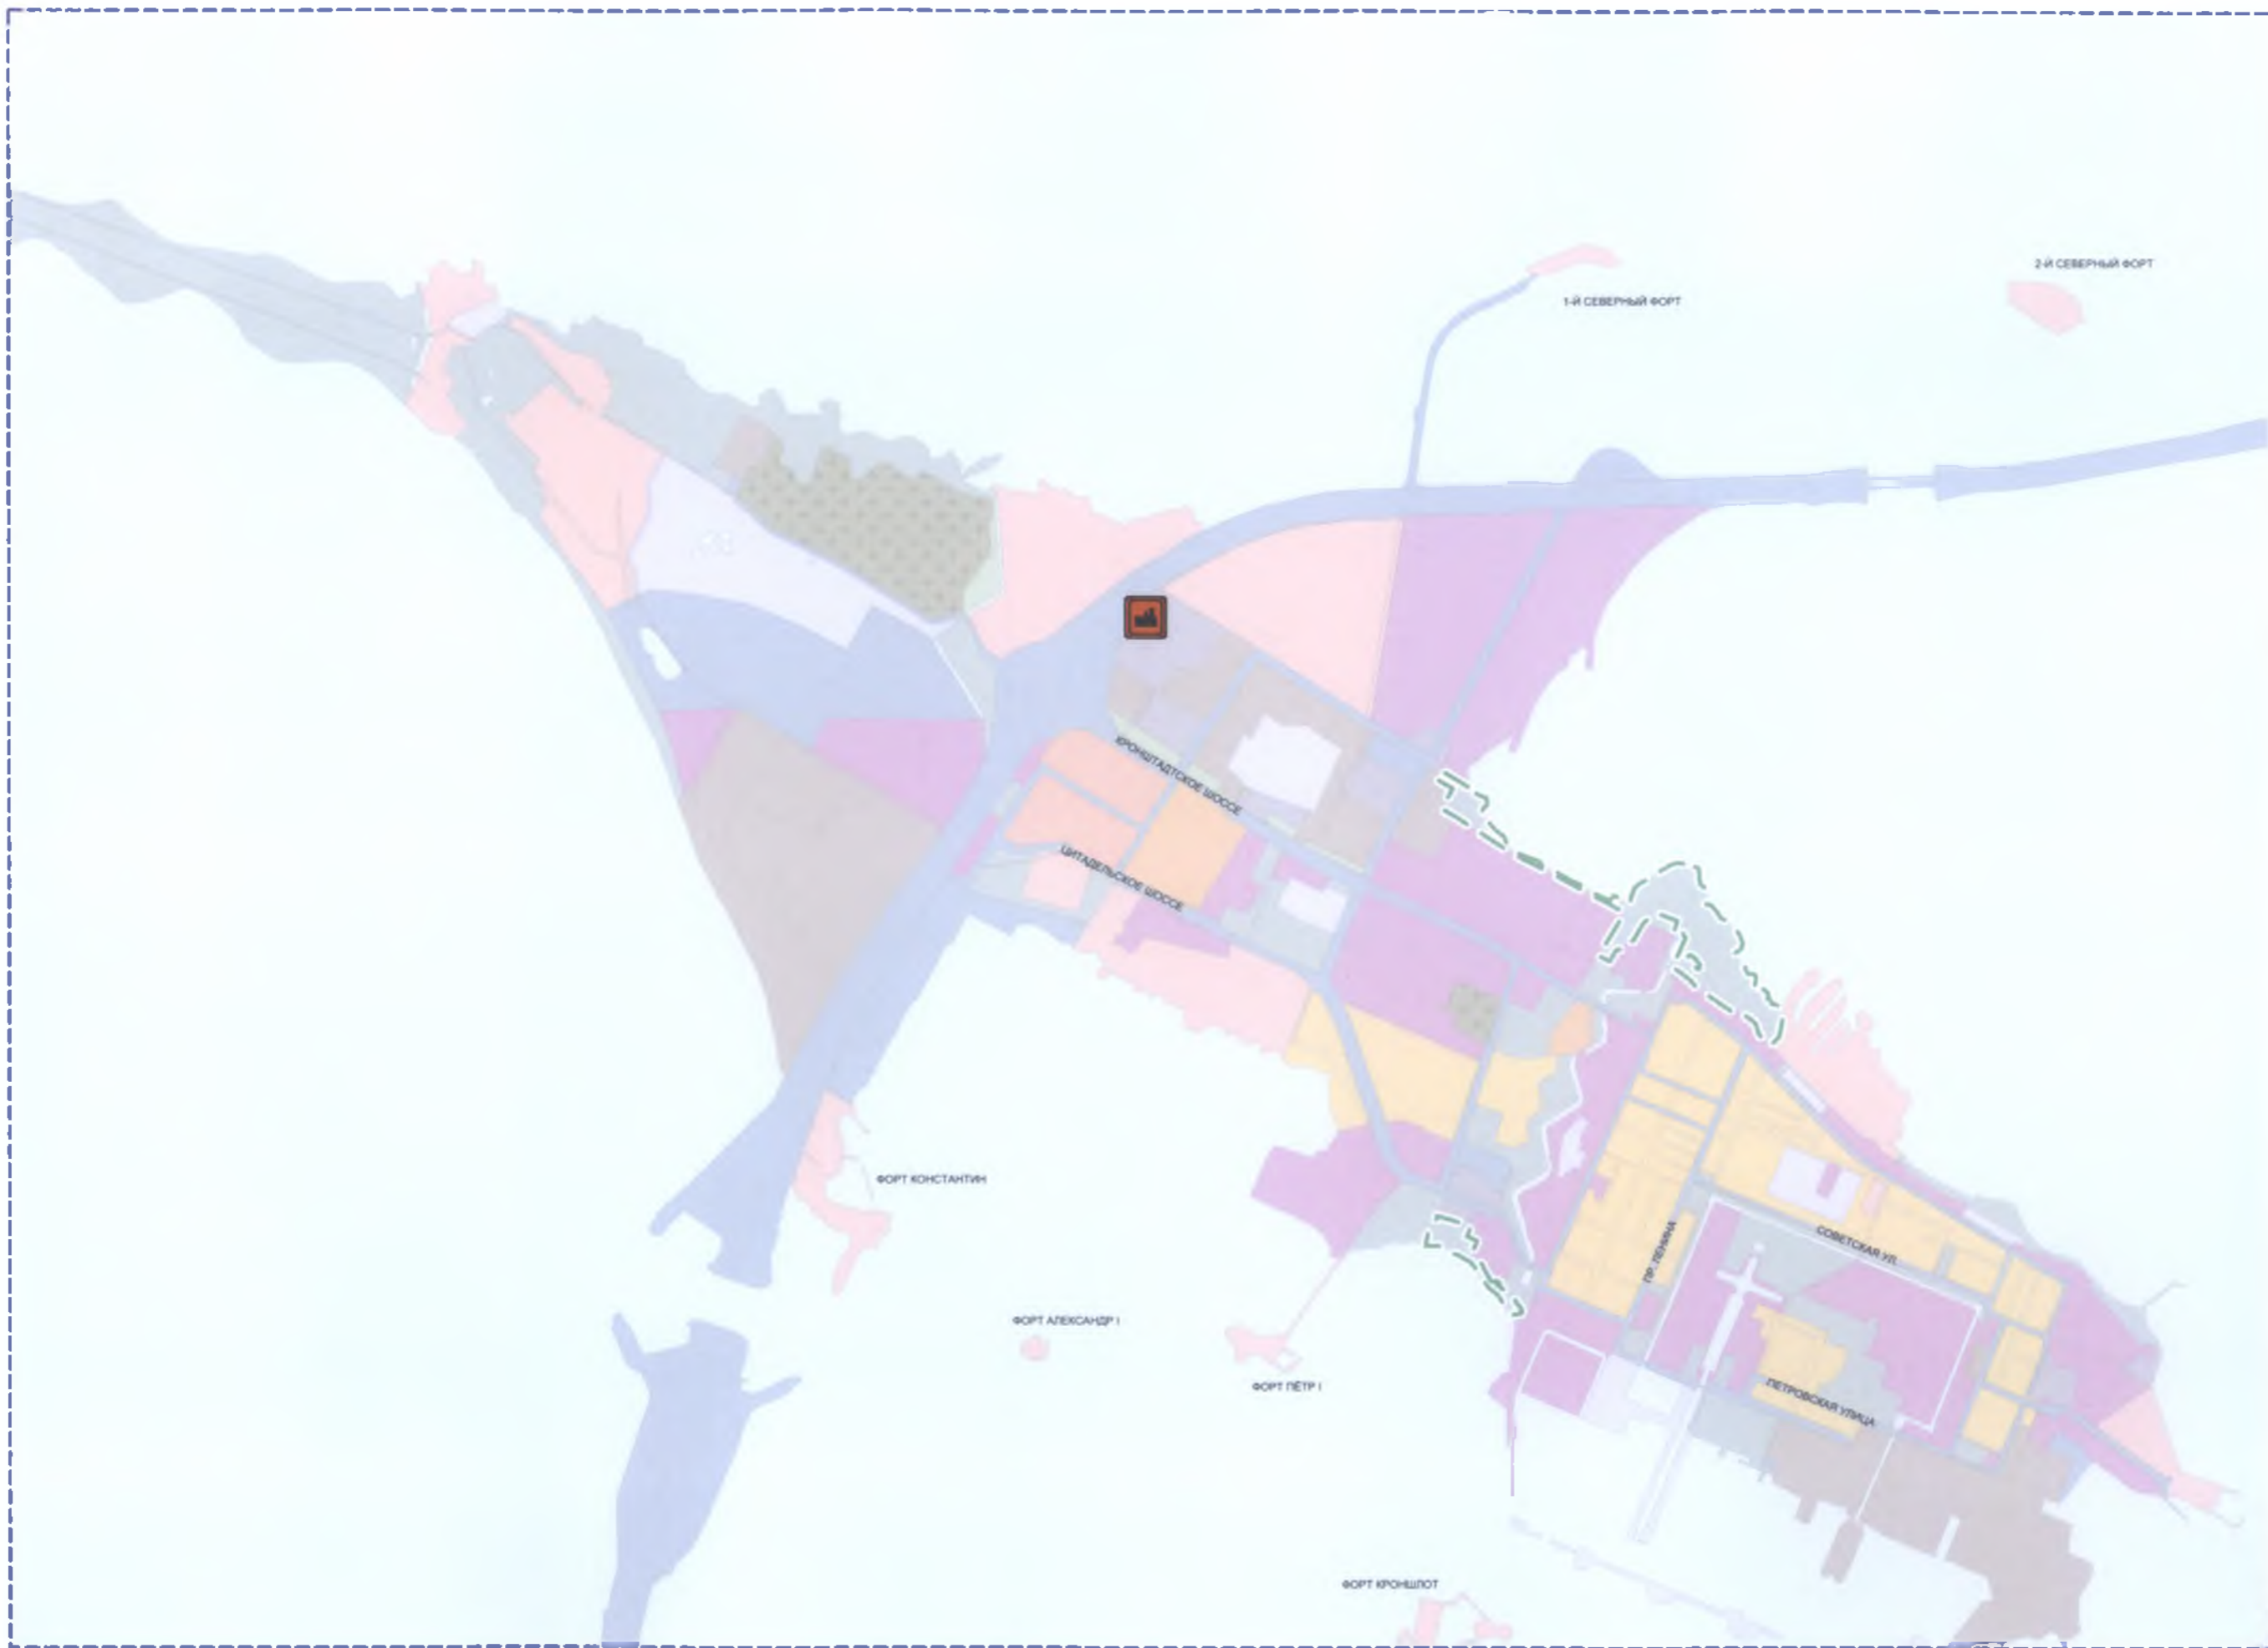 2-Й СЕВЕРНЫЙ ФОРТ
1-Й СЕВЕРНЫЙ ФОРТ
КРОНШТАДТСКОЕ ШОССЕ
ЦИТАДЕЛЬСКОЕ ШОССЕ
ФОРТ КОНСТАНТИН
СОВЕТСКАЯ УЛ.
ПР. ЛЕНИНА
ФОРТ АЛЕКСАНДР I
ФОРТ ПЁТР I
ПЕТРОВСКАЯ УЛИЦА
ФОРТ КРОНШЛОТ